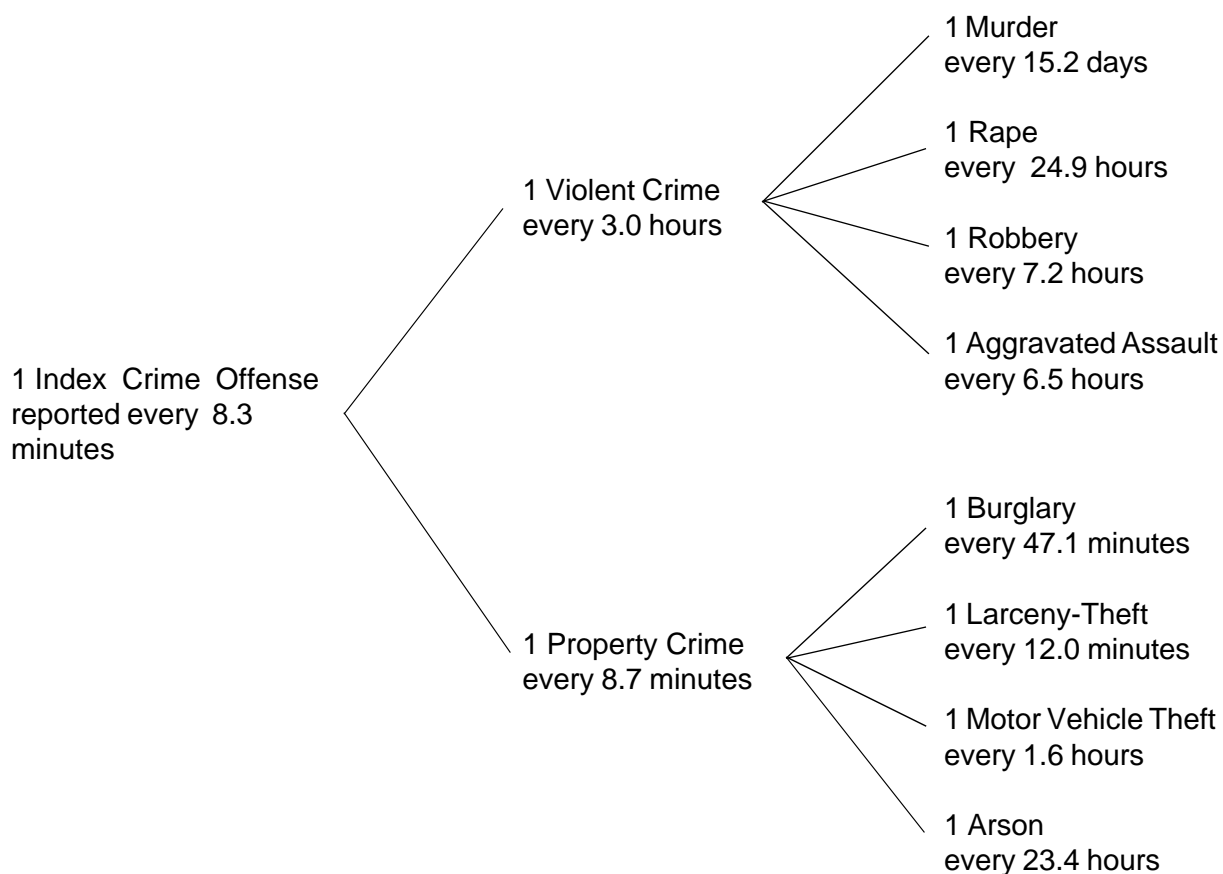 1 Index Crime Offense
reported every 8.3
minutes
1 Violent Crime
every 3.0 hours
1 Murder
every 15.2 days
1 Rape
every 24.9 hours
1 Robbery
every 7.2 hours
1 Aggravated Assault
every 6.5 hours
1 Property Crime
every 8.7 minutes
1 Burglary
every 47.1 minutes
1 Larceny-Theft
every 12.0 minutes
1 Motor Vehicle Theft
every 1.6 hours
1 Arson
every 23.4 hours